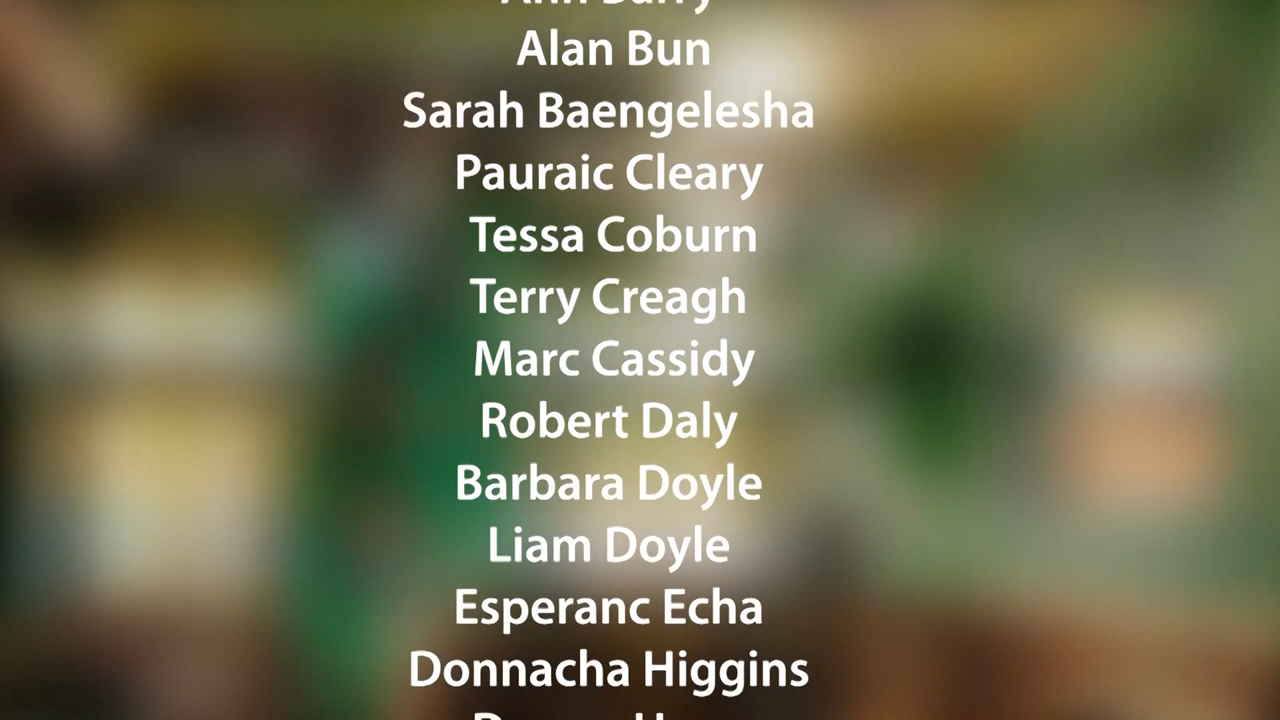 Alan Bun
Sarah Baengelesha
Pauraic Cleary
Tessa Coburn
Terry Creagh
Marc Cassidy
Robert Daly
Barbara Doyle
Liam Doyle
Esperanc Echa
Donnacha Higgins